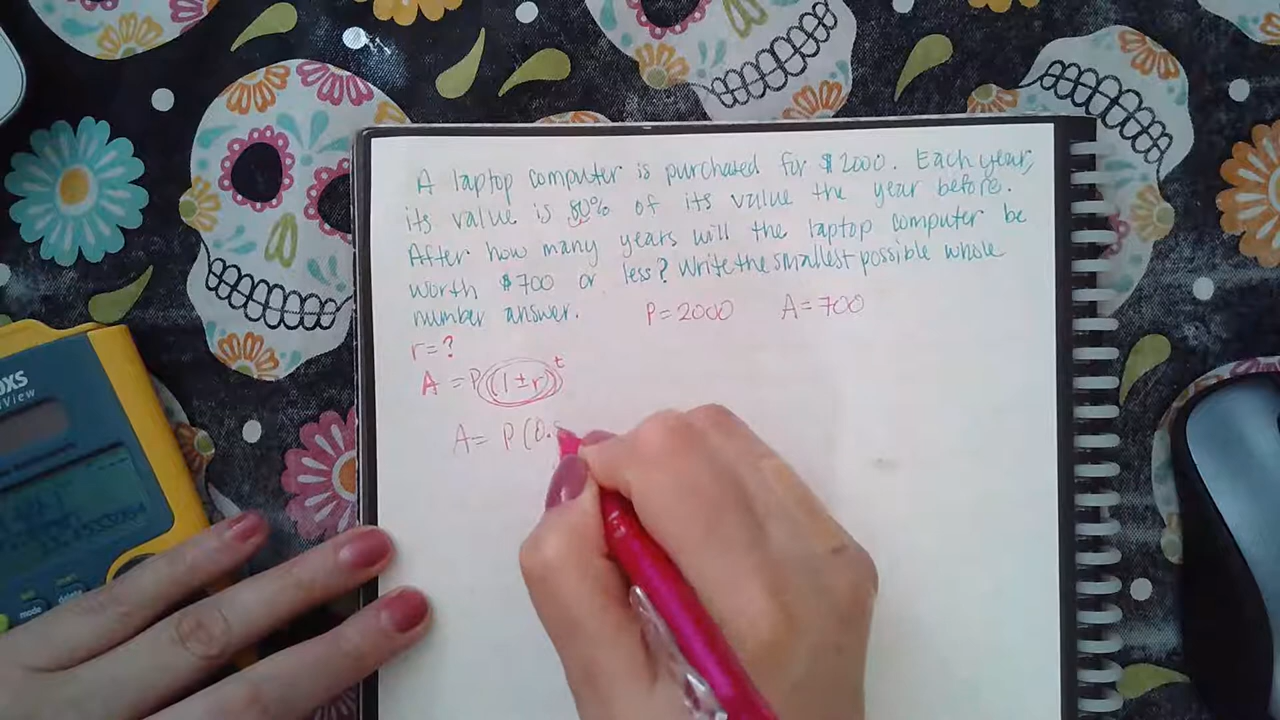 A laptop computer is purchased for $2000. Each year,
its value is 80% of its value the year before.
After how many years will the laptop computer be
worth $700 or less? Write the smallest possible whole
number answer. P=2000 A=700
r=?
A = P(1±r)^t
A= P(0.
mode